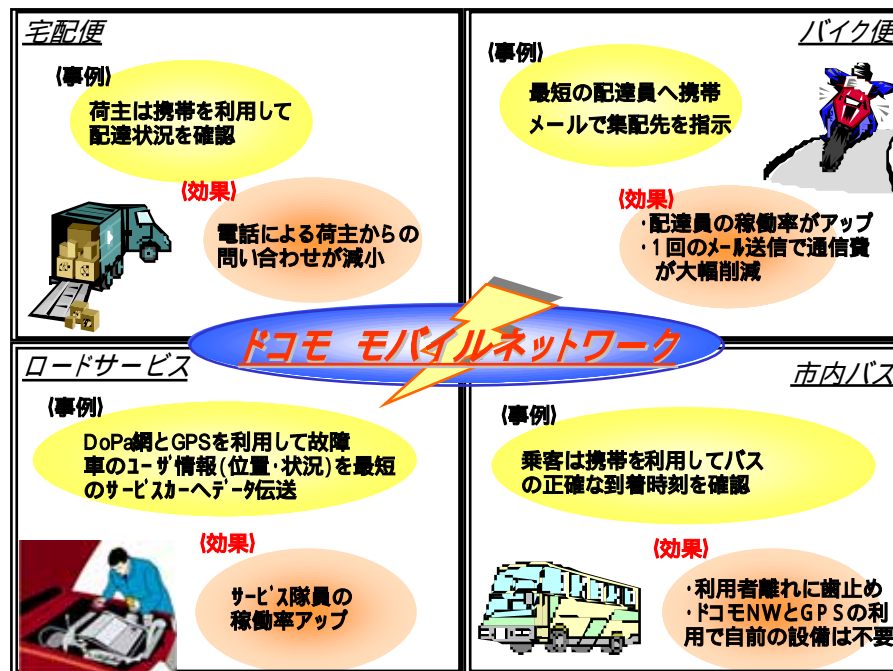 宅配便
(事例)
荷主は携帯を利用して
配達状況を確認
(効果)
電話による荷主からの
問い合わせが減小
バイク便
(事例)
最短の配達員へ携帯
メールで集配先を指示
(効果)
・配達員の稼働率がアップ
・1回のメール送信で通信費
が大幅削減
ドコモ モバイルネットワーク
ロードサービス
(事例)
DoPa網とGPSを利用して故障
車のユーザ情報(位置・状況)を最短
のサービスカーへデータ伝送
(効果)
サービス隊員の
稼働率アップ
市内バス
(事例)
乗客は携帯を利用してバス
の正確な到着時刻を確認
(効果)
・利用者離れに歯止め
・ドコモNWとGPSの利
用で自前の設備は不要